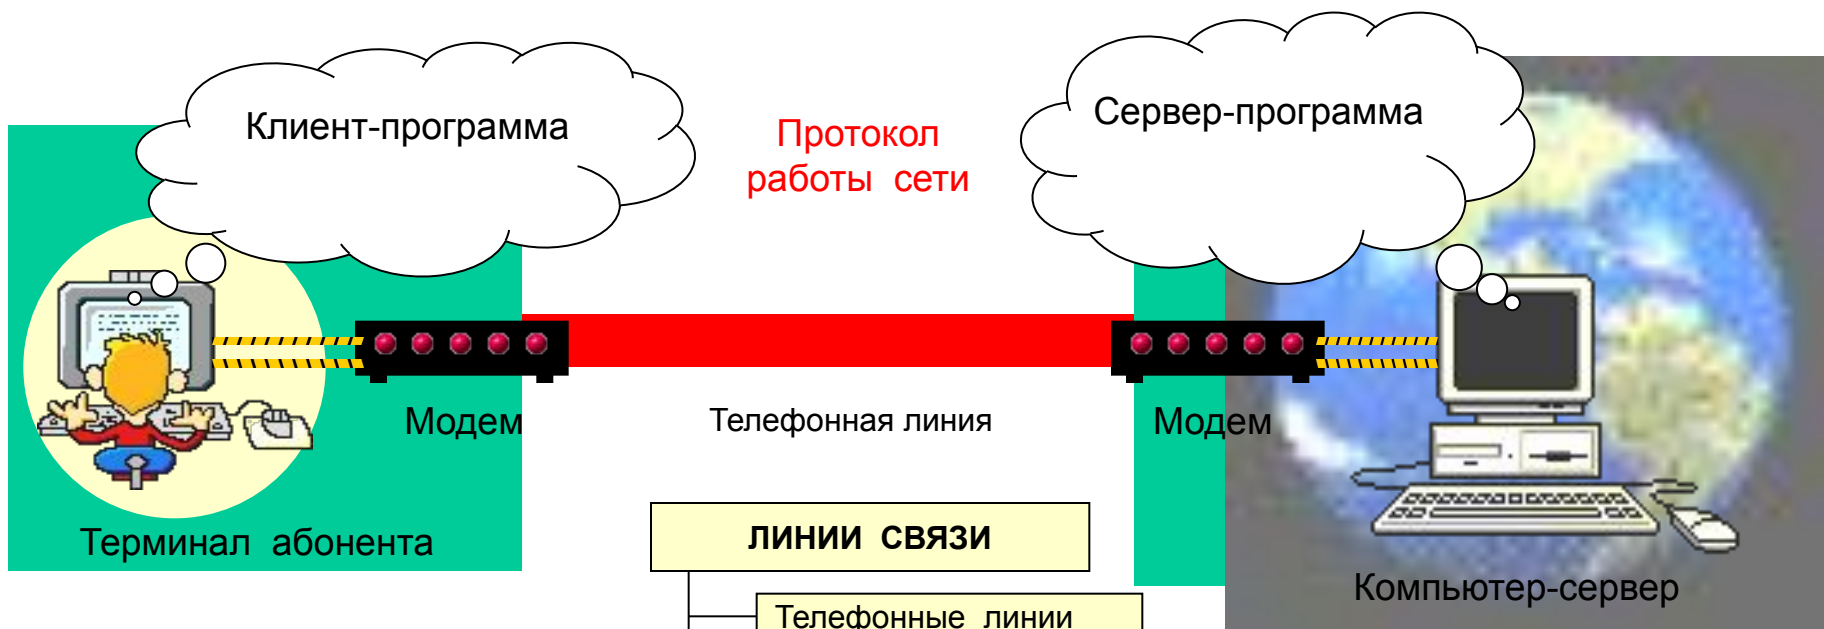 Клиент-программа
Сервер-программа
Протокол
работы сети
Модем
Телефонная линия
Модем
Терминал абонента
ЛИНИИ СВЯЗИ
Компьютер-сервер
Телефонные линии